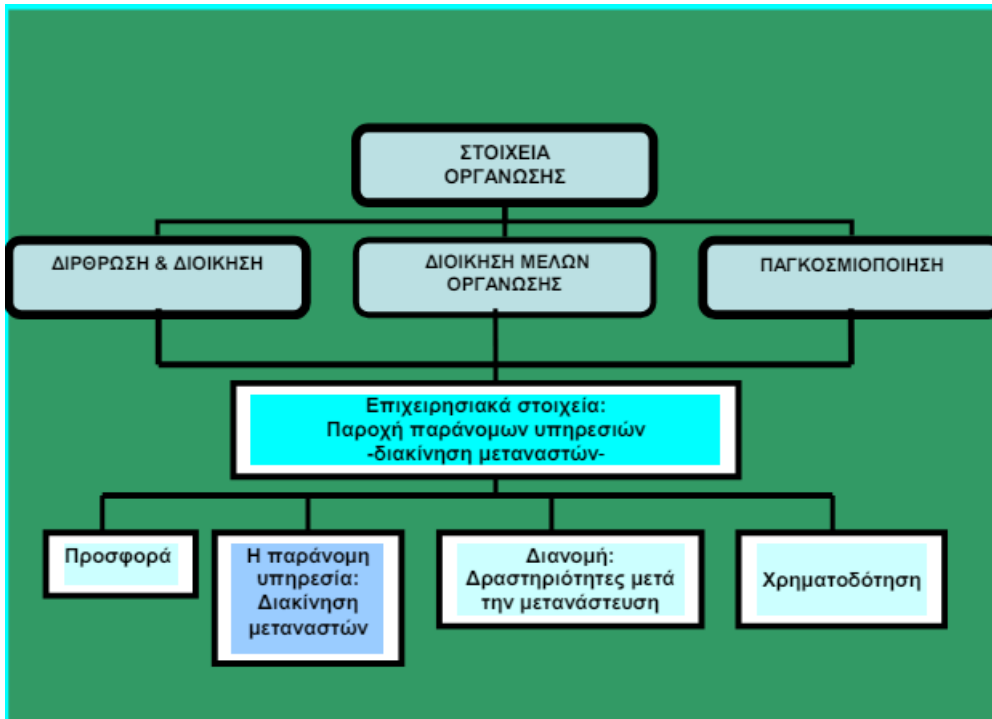 ΣΤΟΙΧΕΙΑ
ΟΡΓΑΝΩΣΗΣ
ΔΙΡΘΡΩΣΗ & ΔΙΟΙΚΗΣΗ
ΔΙΟΙΚΗΣΗ ΜΕΛΩΝ
ΟΡΓΑΝΩΣΗΣ
ΠΑΓΚΟΣΜΙΟΠΟΙΗΣΗ
Επιχειρησιακά στοιχεία:
Παροχή παράνομων υπηρεσιών
-διακίνηση μεταναστών-
Προσφορά
Η παράνομη
υπηρεσία:
Διακίνηση
μεταναστών
Διανομή:
Δραστηριότητες μετά
την μετανάστευση
Χρηματοδότηση